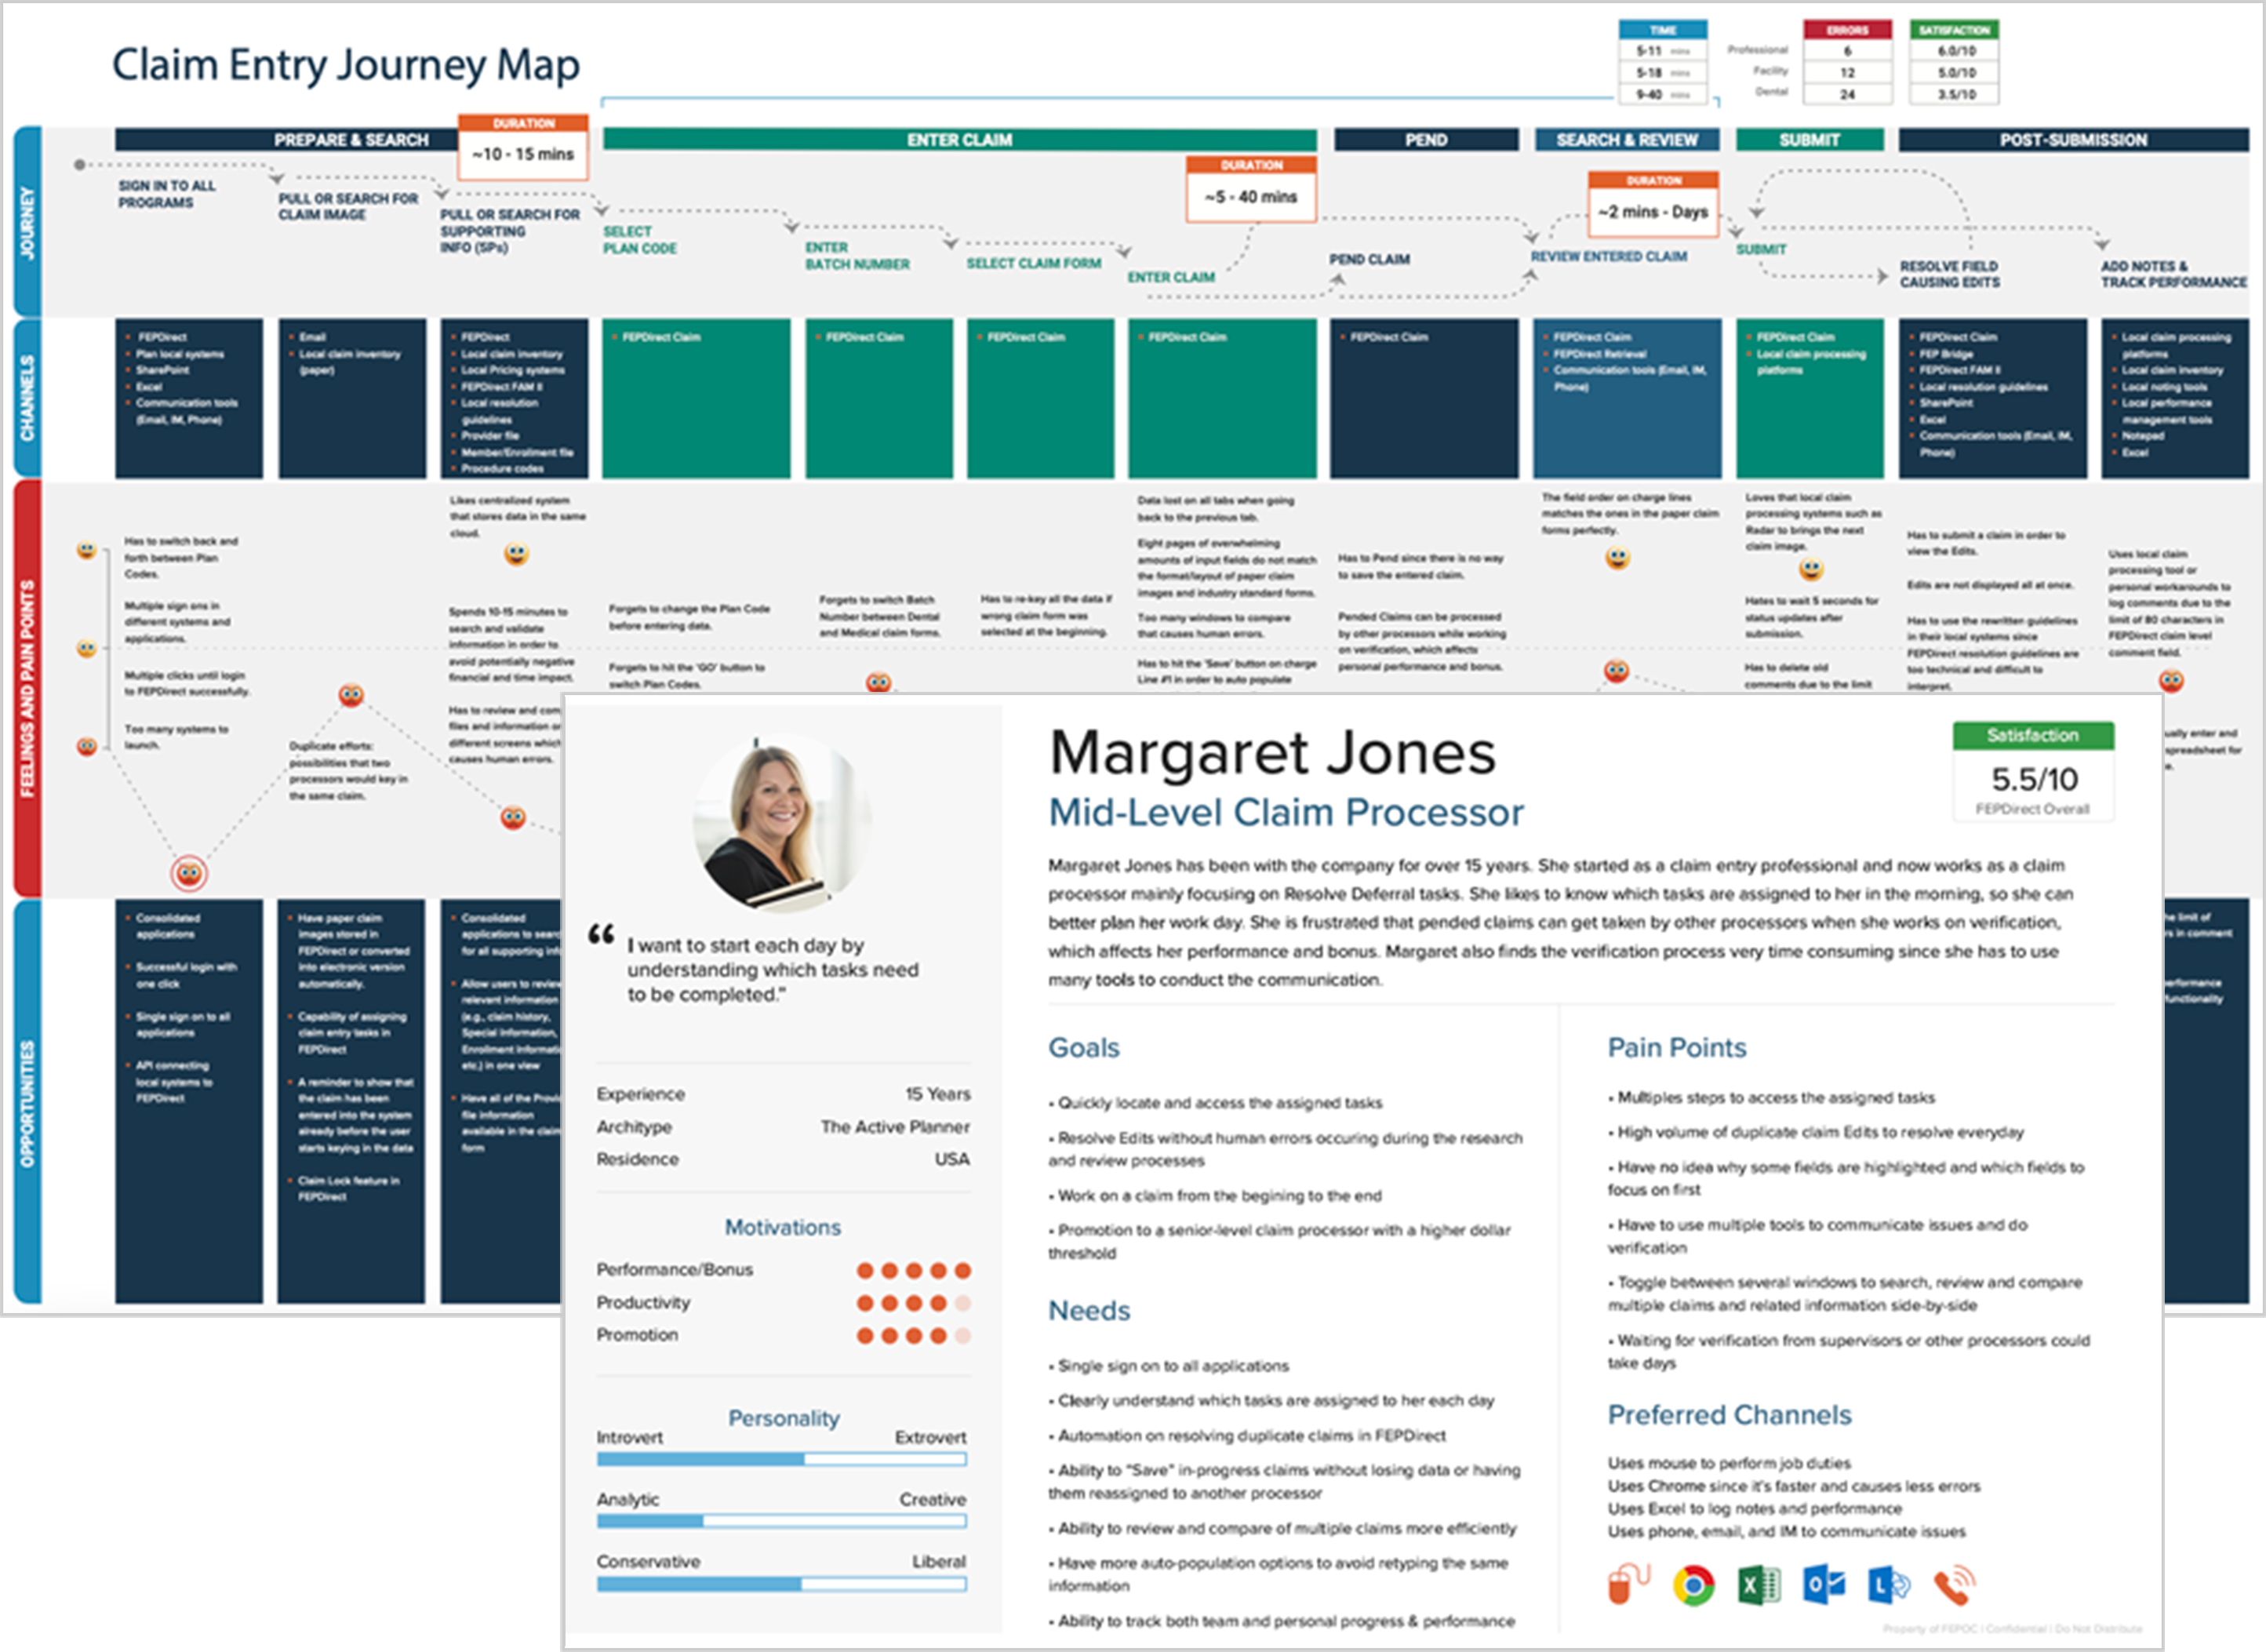 Claim Entry Journey Map
TIME
5-11 mins
5-18 mins
9-40 mins
Professional
Facility
Dental
ERRORS
6
12
24
SATISFACTION
6.0/10
5.0/10
3.5/10
PREPARE & SEARCH
DURATION
~10 - 15 mins
ENTER CLAIM
DURATION
~5 - 40 mins
PEND
SEARCH & REVIEW
DURATION
~2 mins - Days
SUBMIT
POST-SUBMISSION
JOURNEY
SIGN IN TO ALL
PROGRAMS
PULL OR SEARCH FOR
CLAIM IMAGE
PULL OR SEARCH FOR
SUPPORTING
INFO (SPs)
SELECT
PLAN CODE
ENTER
BATCH NUMBER
SELECT CLAIM FORM
ENTER CLAIM
PEND CLAIM
REVIEW ENTERED CLAIM
SUBMIT
RESOLVE FIELD
CAUSING EDITS
ADD NOTES &
TRACK PERFORMANCE
CHANNELS
FEPDirect
Plan local systems
SharePoint
Excel
Communication tools
(Email, IM, Phone)
Email
Local claim inventory
(paper)
FEPDirect
Local claim inventory
Local Pricing systems
FEPDirect FAM II
Local resolution
guidelines
Provider file
Member/Enrollment file
Procedure codes
FEPDirect Claim
FEPDirect Claim
FEPDirect Claim
FEPDirect Claim
FEPDirect Claim
FEPDirect Claim
FEPDirect Retrieval
Communication tools (Email, IM,
Phone)
FEPDirect Claim
Local claim processing
platforms
FEPDirect Claim
FEP Bridge
FEPDirect FAM II
Local resolution guidelines
SharePoint
Excel
Communication tools (Email, IM,
Phone)
Local claim processing
platforms
Local claim inventory
Local noting tools
Local performance
management tools
Notepad
Excel
FEELINGS AND PAIN POINTS
Has to switch back and
forth between Plan
Codes.
Multiple sign ons in
different systems and
applications.
Multiple clicks until login
to FEPDirect successfully.
Too many systems to
launch.
Duplicate efforts:
possibilities that two
processors would key in
the same claim.
Likes centralized system
that stores data in the same
cloud.
Spends 10-15 minutes to
search and validate
information in order to
avoid potentially negative
financial and time impact.
Has to review and com
files and information or
different screens which
causes human errors.
Forgets to change the Plan Code
before entering data.
Forgets to hit the 'GO' button to
switch Plan Codes.
Forgets to switch Batch
Number between Dental
and Medical claim forms.
Has to re-key all the data if
wrong claim form was
selected at the beginning.
Data lost on all tabs when going
back to the previous tab.
Eight pages of overwhelming
amounts of input fields do not match
the format/layout of paper claim
images and industry standard forms.
Too many windows to compare
that causes human errors.
Has to hit the 'Save' button on charge
Line #1 in order to auto populate
Has to Pend since there is no way
to save the entered claim.
Pended Claims can be processed
by other processors while working
on verification, which affects
personal performance and bonus.
The field order on charge lines
matches the ones in the paper claim
forms perfectly.
Loves that local claim
processing systems such as
Radar to brings the next
claim image.
Hates to wait 5 seconds for
status updates after
submission.
Has to delete old
comments due to the limit
Has to submit a claim in order to
view the Edits.
Edits are not displayed all at once.
Has to use the rewritten guidelines
in their local systems since
FEPDirect resolution guidelines are
too technical and difficult to
interpret.
Uses local claim
processing tool or
personal workarounds to
log comments due to the
limit of 80 characters in
FEPDirect claim level
comment field.
ually enter and
spreadsheet for
OPPORTUNITIES
Consolidated
applications
Successful login with
one click
Single sign on to all
applications
API connecting
local systems to
FEPDirect
Have paper claim
images stored in
FEPDirect or converted
into electronic version
automatically.
Capability of assigning
claim entry tasks in
FEPDirect
A reminder to show that
the claim has been
entered into the system
already before the user
starts keying in the data
Claim Lock feature in
FEPDirect
Consolidated
applications to searc
for all supporting inf
Allow users to review
relevant information
(e.g., claim history,
Special Information,
Enrollment Informati
etc.) in one view
Have all of the Provid
file information
available in the claim
form
he limit of
rs in comment
erformance
functionality
“ I want to start each day by
understanding which tasks need
to be completed."
Experience 15 Years
Architype The Active Planner
Residence USA
Motivations
Performance/Bonus
Productivity
Promotion
Personality
Introvert Extrovert
Analytic Creative
Conservative Liberal
Margaret Jones
Mid-Level Claim Processor
Satisfaction
5.5/10
FEPDirect Overall
Margaret Jones has been with the company for over 15 years. She started as a claim entry professional and now works as a claim
processor mainly focusing on Resolve Deferral tasks. She likes to know which tasks are assigned to her in the morning, so she can
better plan her work day. She is frustrated that pended claims can get taken by other processors when she works on verification,
which affects her performance and bonus. Margaret also finds the verification process very time consuming since she has to use
many tools to conduct the communication.
Goals
• Quickly locate and access the assigned tasks
• Resolve Edits without human errors occuring during the research
and review processes
• Work on a claim from the begining to the end
• Promotion to a senior-level claim processor with a higher dollar
threshold
Needs
• Single sign on to all applications
• Clearly understand which tasks are assigned to her each day
• Automation on resolving duplicate claims in FEPDirect
• Ability to "Save" in-progress claims without losing data or having
them reassigned to another processor
• Ability to review and compare of multiple claims more efficiently
• Have more auto-population options to avoid retyping the same
information
• Ability to track both team and personal progress & performance
Pain Points
• Multiples steps to access the assigned tasks
• High volume of duplicate claim Edits to resolve everyday
• Have no idea why some fields are highlighted and which fields to
focus on first
• Have to use multiple tools to communicate issues and do
verification
• Toggle between several windows to search, review and compare
multiple claims and related information side-by-side
• Waiting for verification from supervisors or other processors could
take days
Preferred Channels
Uses mouse to perform job duties
Uses Chrome since it's faster and causes less errors
Uses Excel to log notes and performance
Uses phone, email, and IM to communicate issues
Property of FEPOC | Confidential | Do Not Distribute